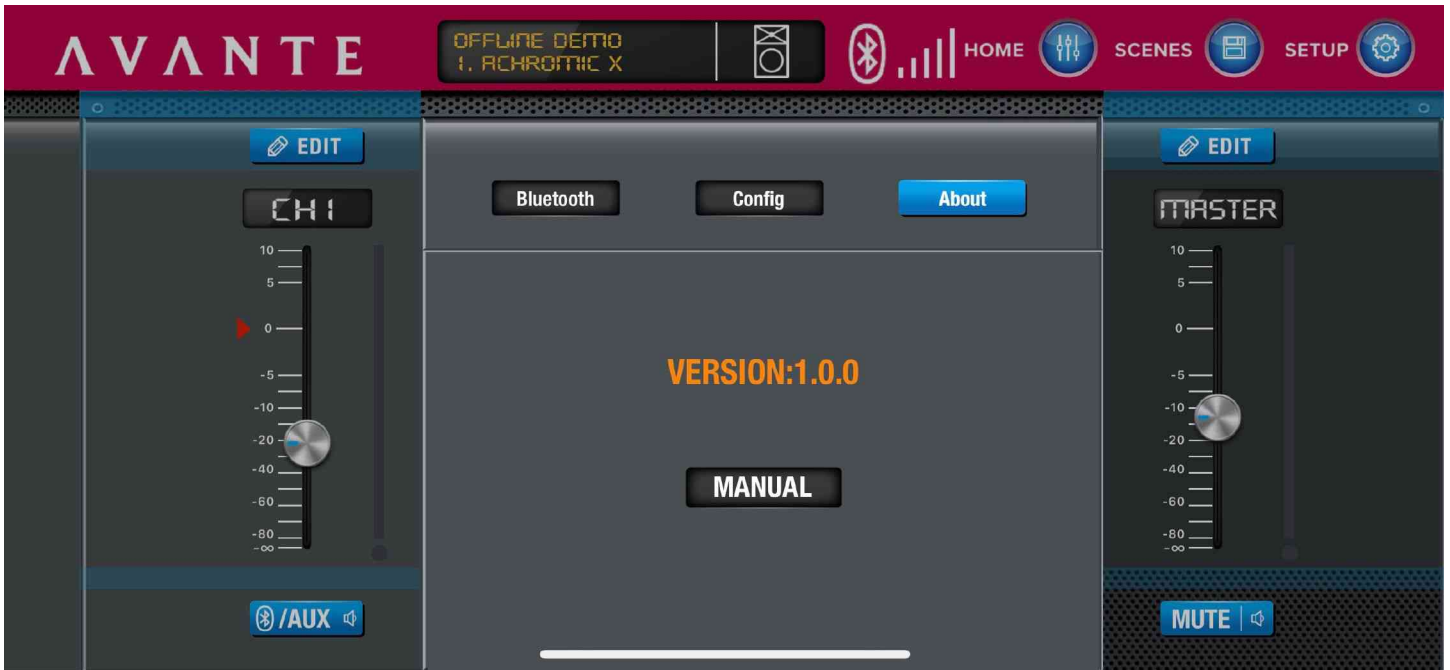 AVANTE
OFFLINE DEMO
1. ACHROMIC X
HOME
SCENES
SETUP
EDIT
CH1
10
5
0
-5
-10
-20
-40
-60
-80
-∞
/AUX
Bluetooth
Config
About
VERSION:1.0.0
MANUAL
EDIT
MASTER
10
5
0
-5
-10
-20
-40
-60
-80
-∞
MUTE